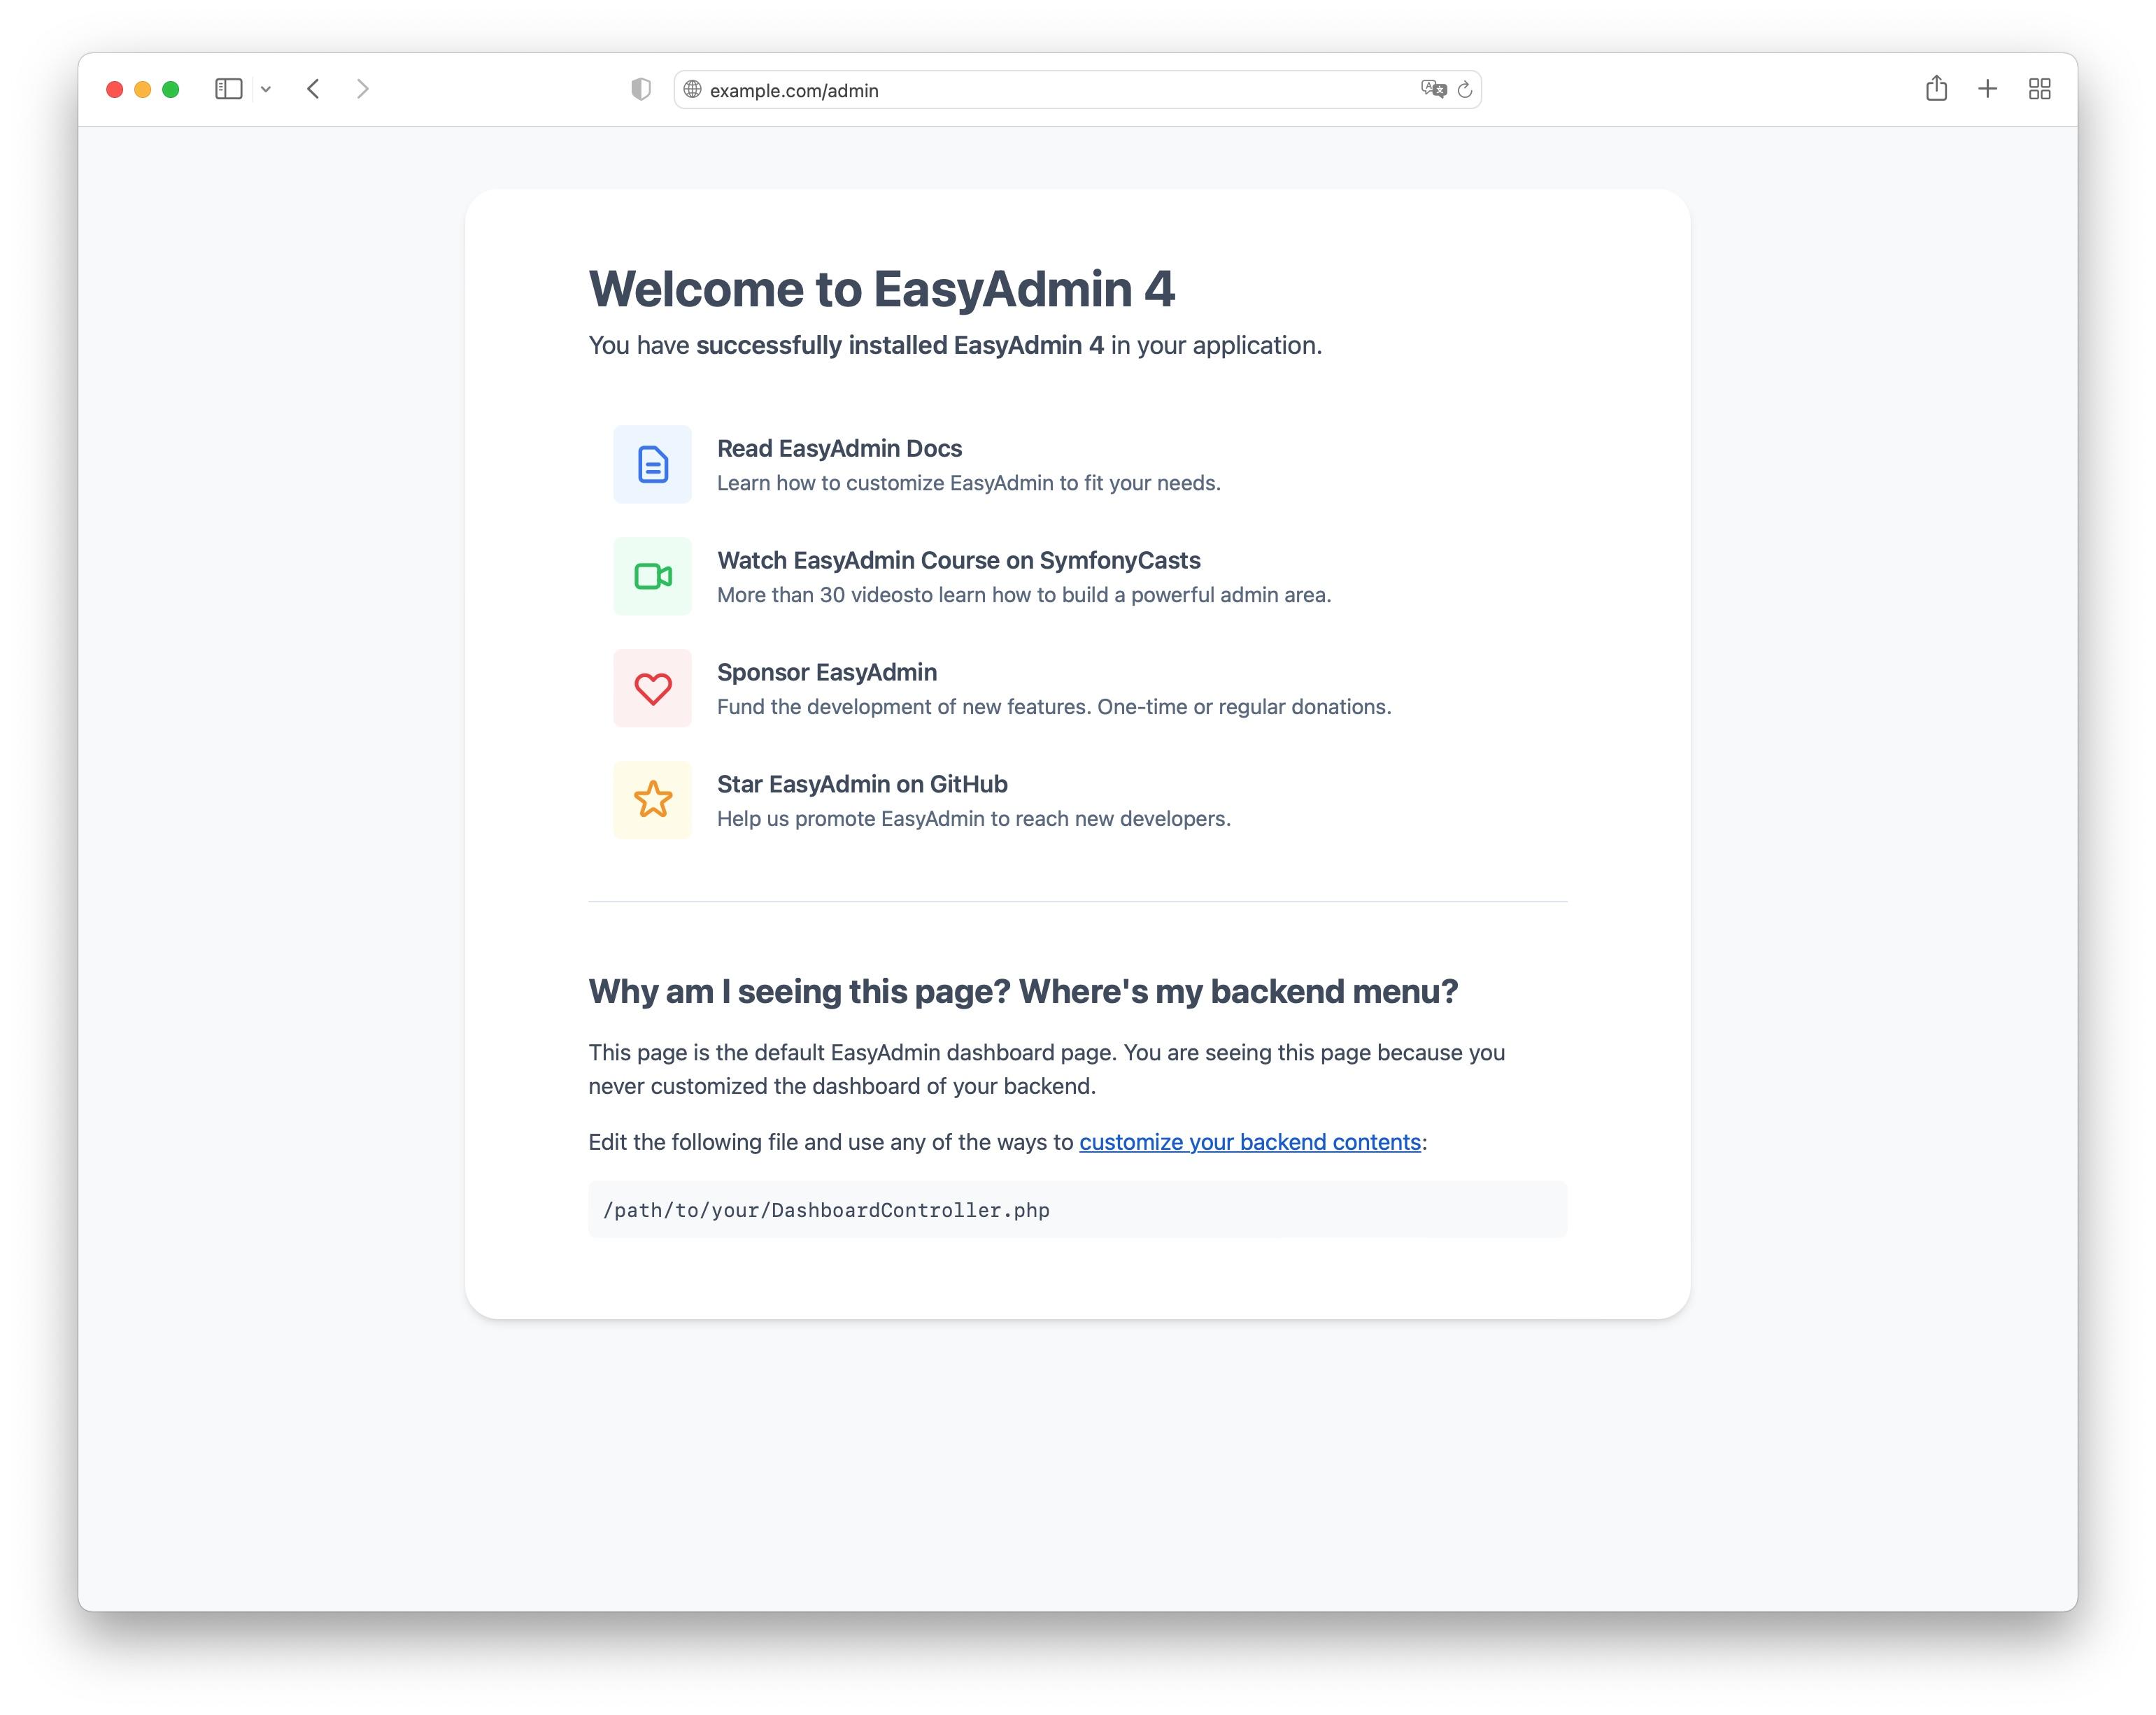 example.com/admin
Welcome to EasyAdmin 4
You have successfully installed EasyAdmin 4 in your application.
Read EasyAdmin Docs
Learn how to customize EasyAdmin to fit your needs.
Watch EasyAdmin Course on SymfonyCasts
More than 30 videosto learn how to build a powerful admin area.
Sponsor EasyAdmin
Fund the development of new features. One-time or regular donations.
Star EasyAdmin on GitHub
Help us promote EasyAdmin to reach new developers.
Why am I seeing this page? Where's my backend menu?
This page is the default EasyAdmin dashboard page. You are seeing this page because you
never customized the dashboard of your backend.
Edit the following file and use any of the ways to customize your backend contents:
/path/to/your/DashboardController.php